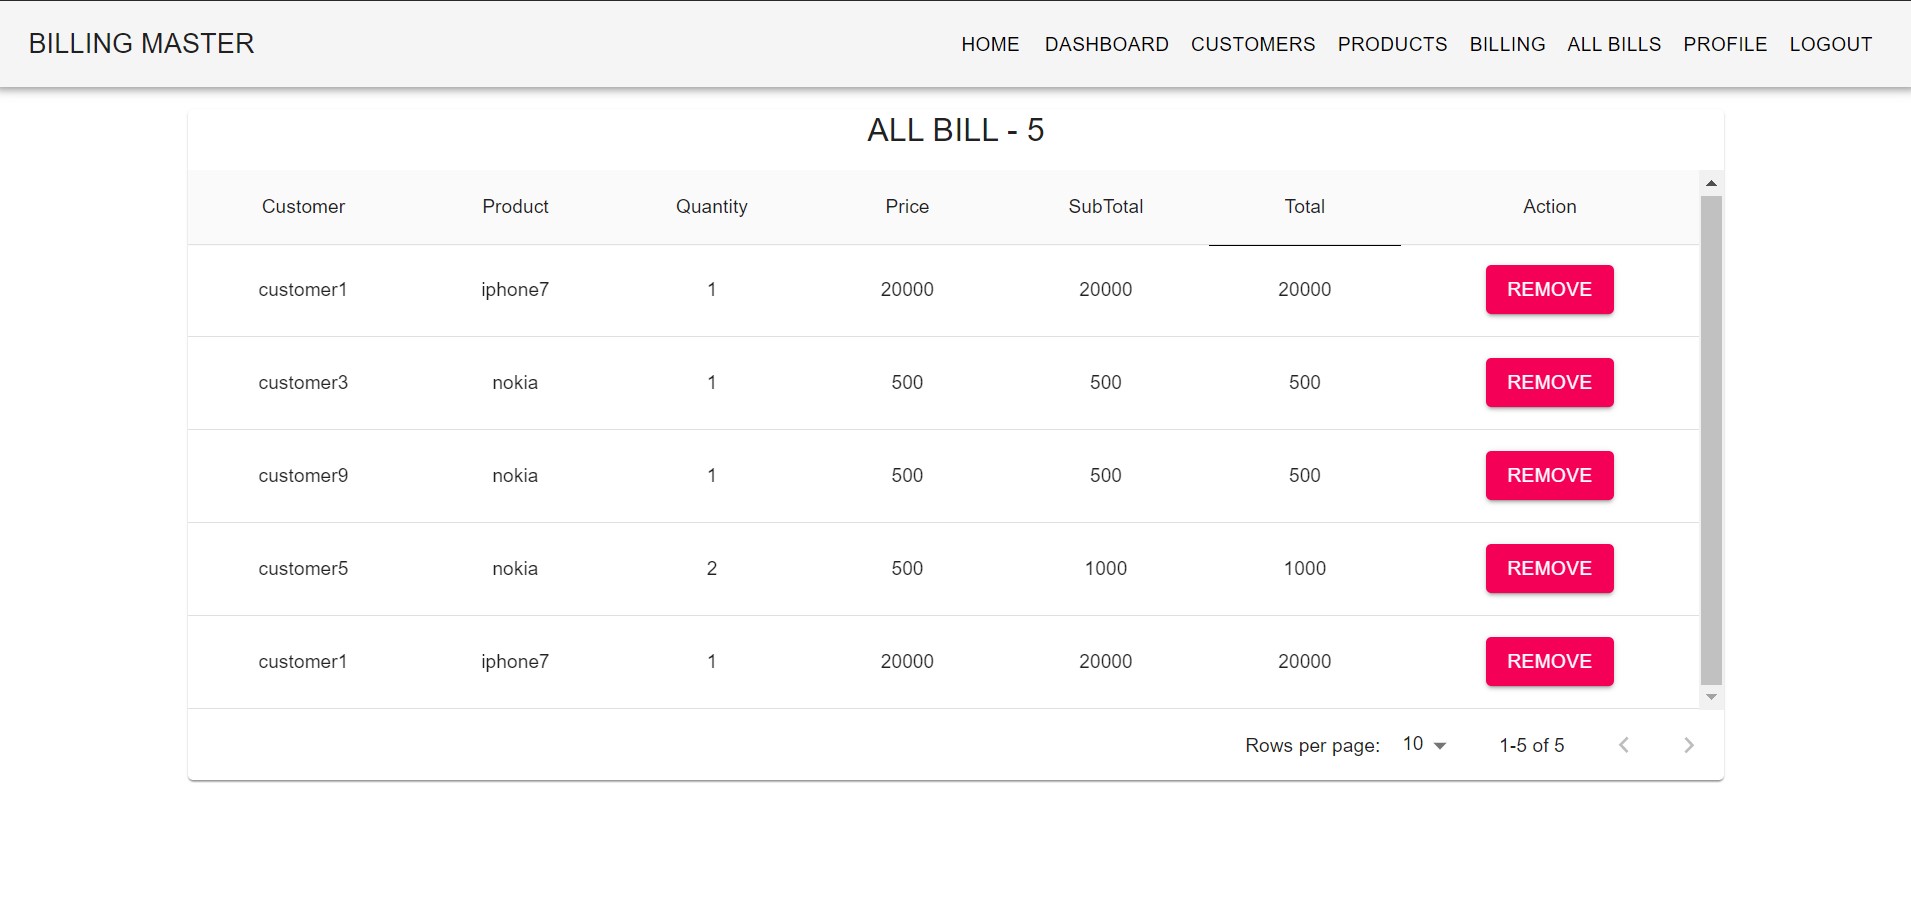 BILLING MASTER HOME DASHBOARD CUSTOMERS PRODUCTS BILLING ALL BILLS PROFILE LOGOUT
ALL BILL - 5
Customer Product Quantity Price SubTotal Total Action
customer1 iphone7 1 20000 20000 20000 REMOVE
customer3 nokia 1 500 500 500 REMOVE
customer9 nokia 1 500 500 500 REMOVE
customer5 nokia 2 500 1000 1000 REMOVE
customer1 iphone7 1 20000 20000 20000 REMOVE
Rows per page: 10 1-5 of 5